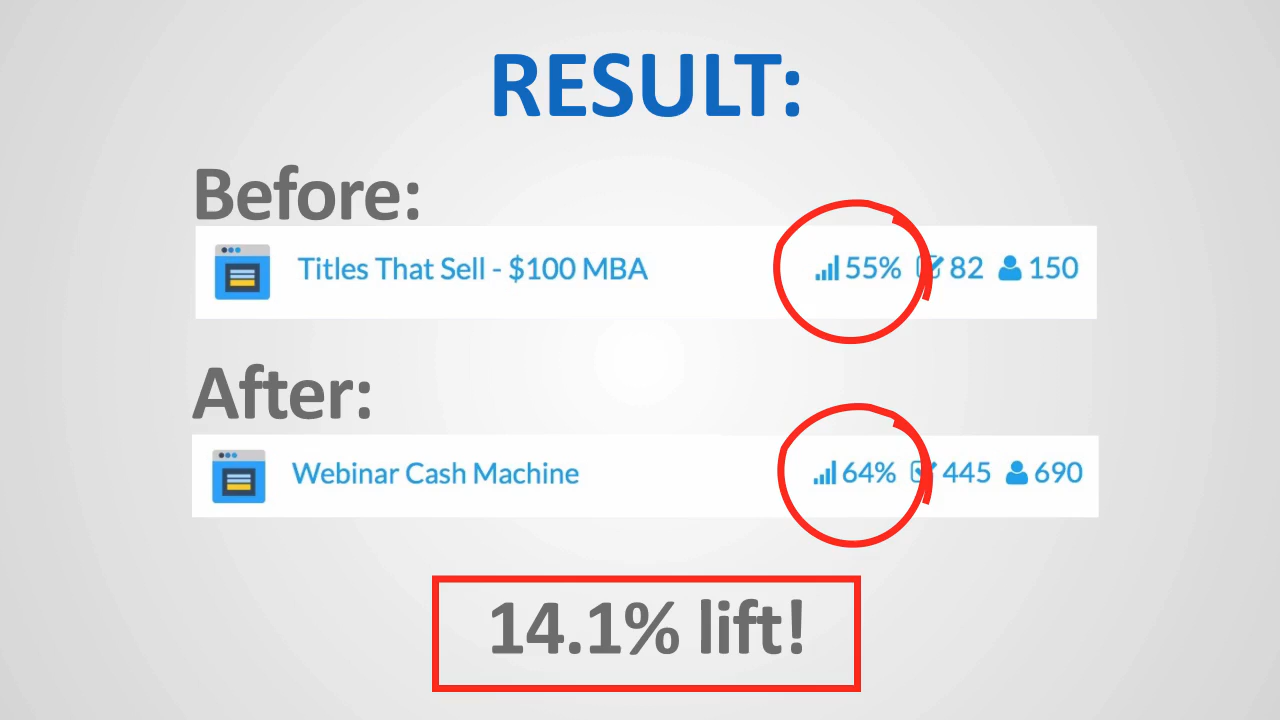 RESULT:
Before:
Titles That Sell - $100 MBA 55% 82 150
After:
Webinar Cash Machine 64% 445 690
14.1% lift!